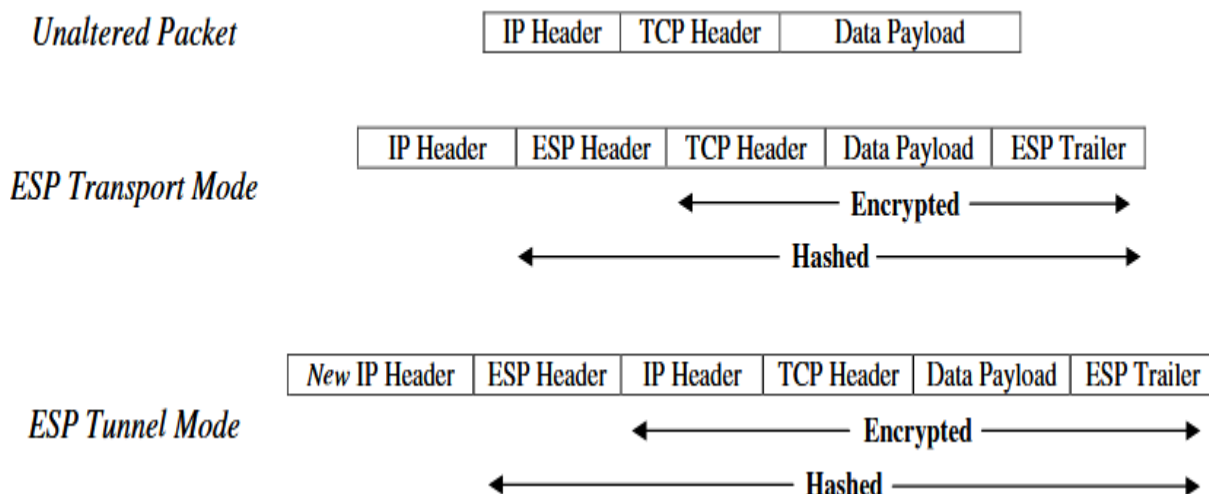 Unaltered Packet
IP Header TCP Header Data Payload
IP Header ESP Header TCP Header Data Payload ESP Trailer
ESP Transport Mode
Encrypted
Hashed
New IP Header ESP Header IP Header TCP Header Data Payload ESP Trailer
ESP Tunnel Mode
Encrypted
Hashed